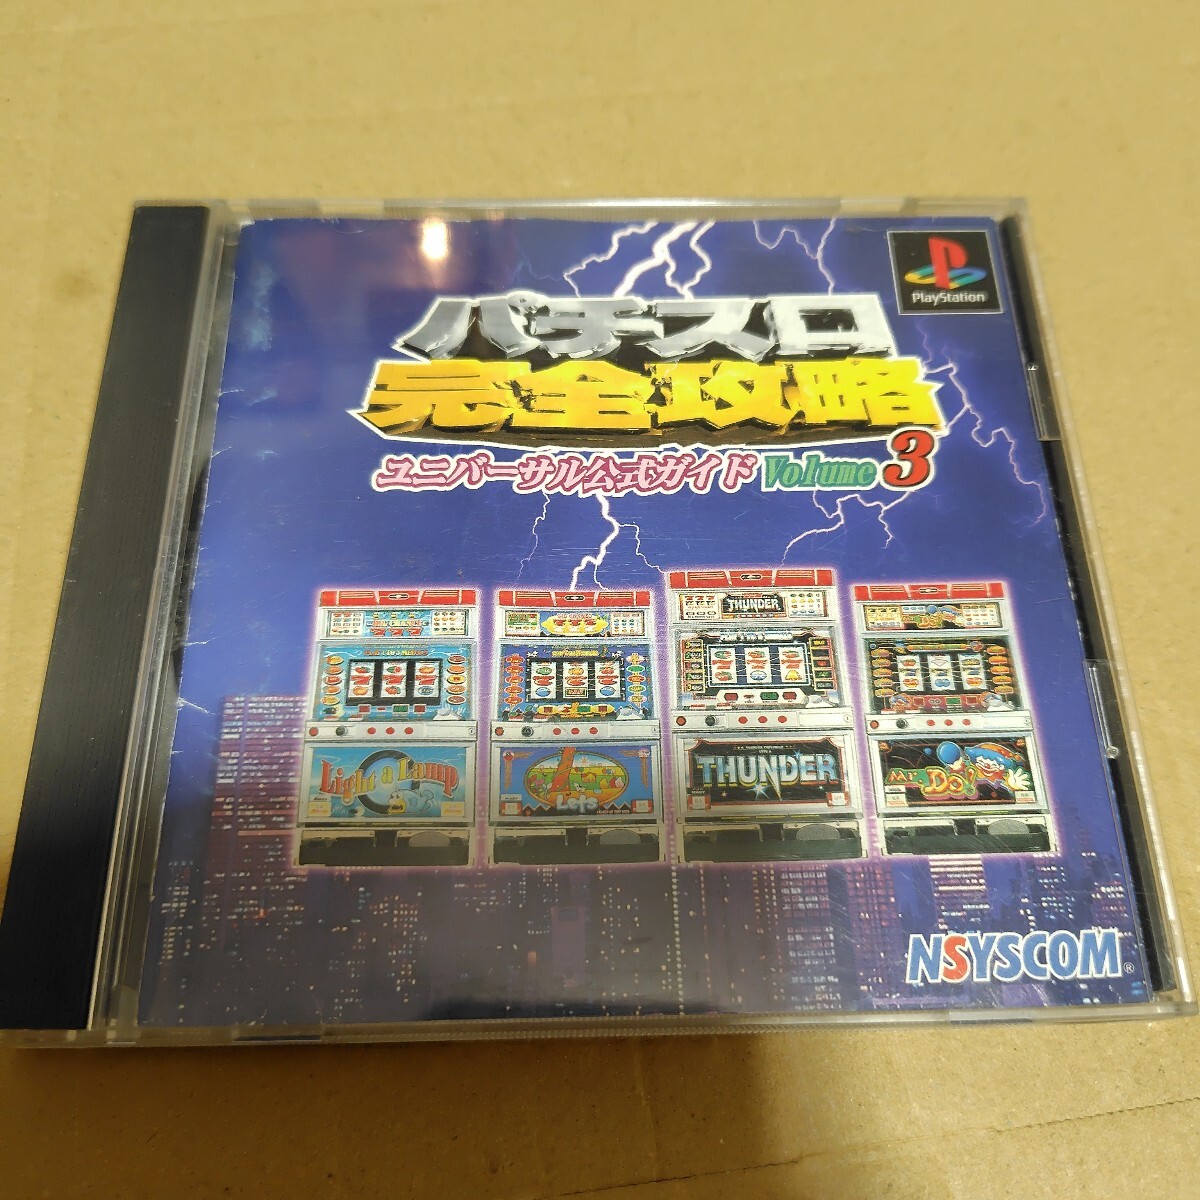 PlayStation
パチスロ
完全攻略
ユニバーサル公式ガイド Volume 3
THUNDER
Light a Lamp
Lets
THUNDER
Mr. Do!
NSYSCOM®